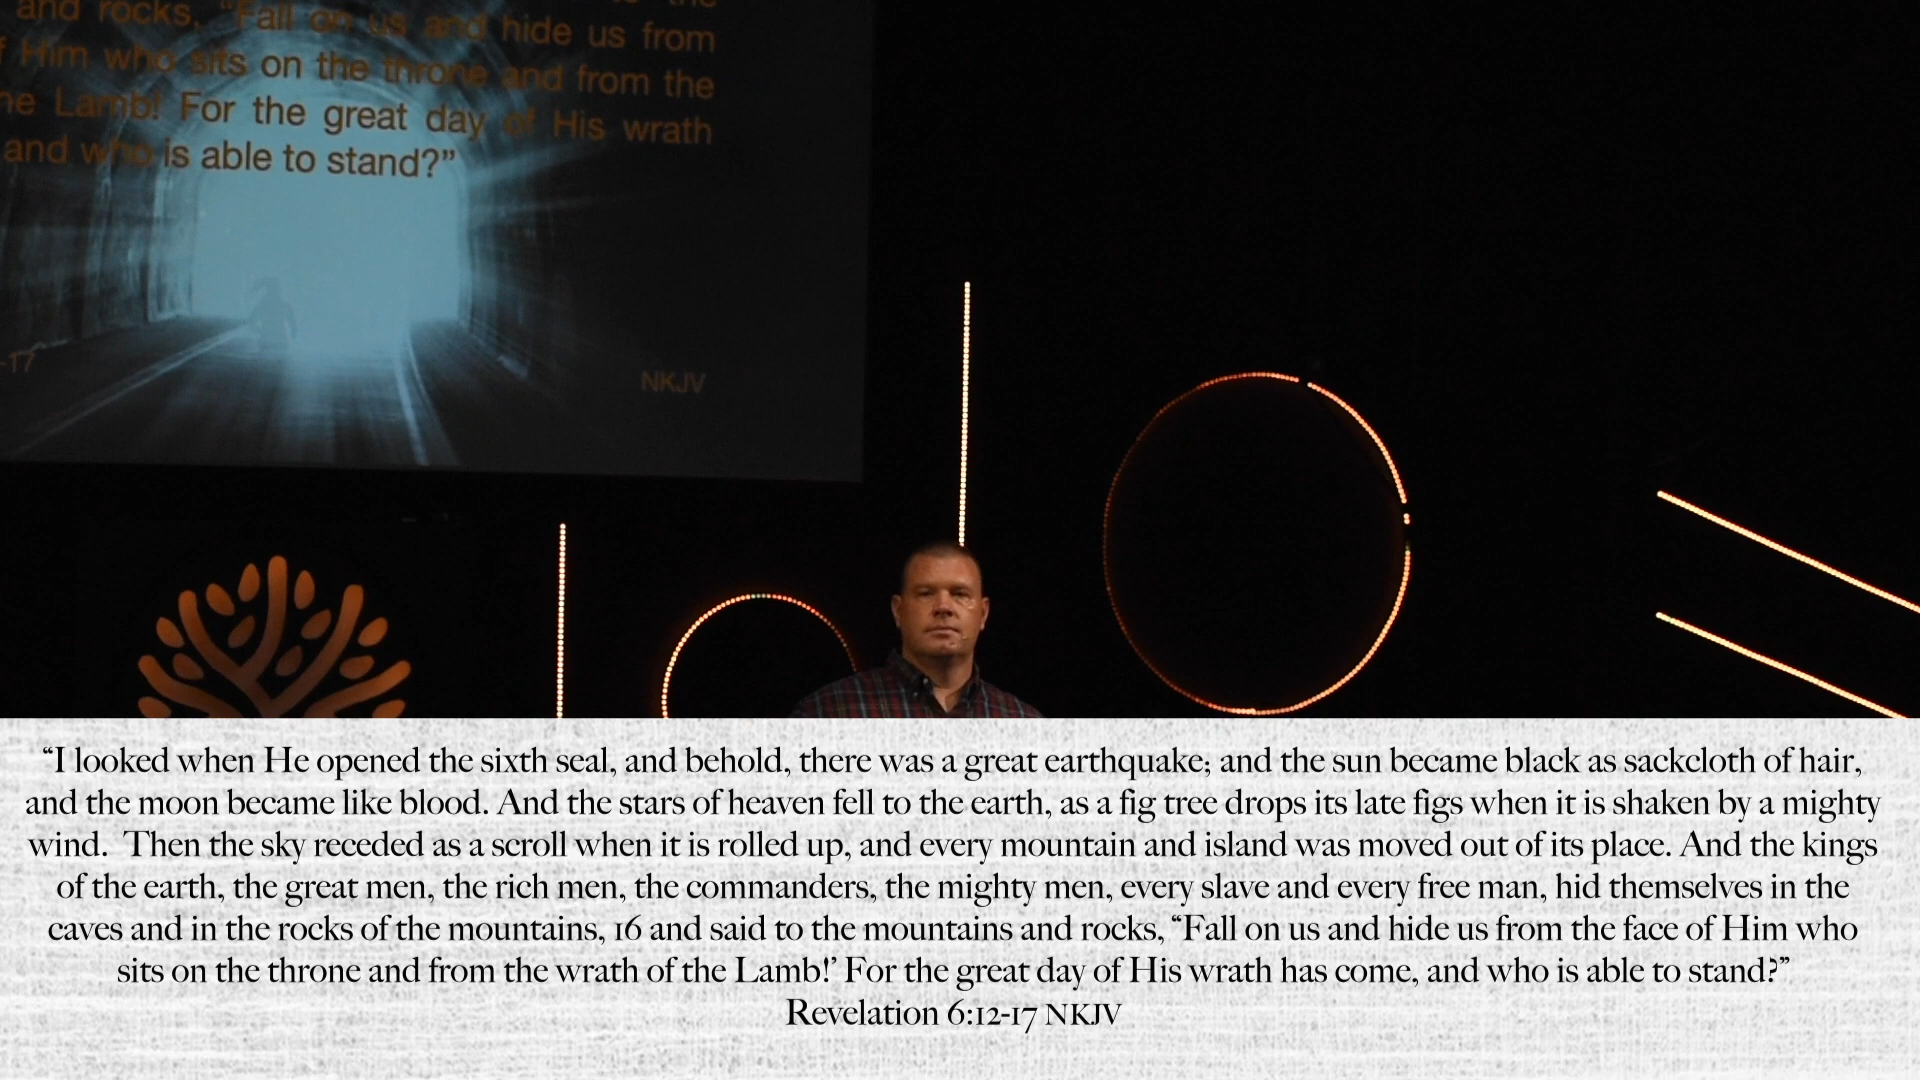 and rocks, "Fall on us and hide us from
Him who sits on the throne and from the
Lamb! For the great day of His wrath
and who is able to stand?”
-17
NKJV
“I looked when He opened the sixth seal, and behold, there was a great earthquake; and the sun became black as sackcloth of hair,
and the moon became like blood. And the stars of heaven fell to the earth, as a fig tree drops its late figs when it is shaken by a mighty
wind.  Then the sky receded as a scroll when it is rolled up, and every mountain and island was moved out of its place. And the kings
of the earth, the great men, the rich men, the commanders, the mighty men, every slave and every free man, hid themselves in the
caves and in the rocks of the mountains, 16 and said to the mountains and rocks, “Fall on us and hide us from the face of Him who
sits on the throne and from the wrath of the Lamb!’ For the great day of His wrath has come, and who is able to stand?”
Revelation 6:12-17 NKJV